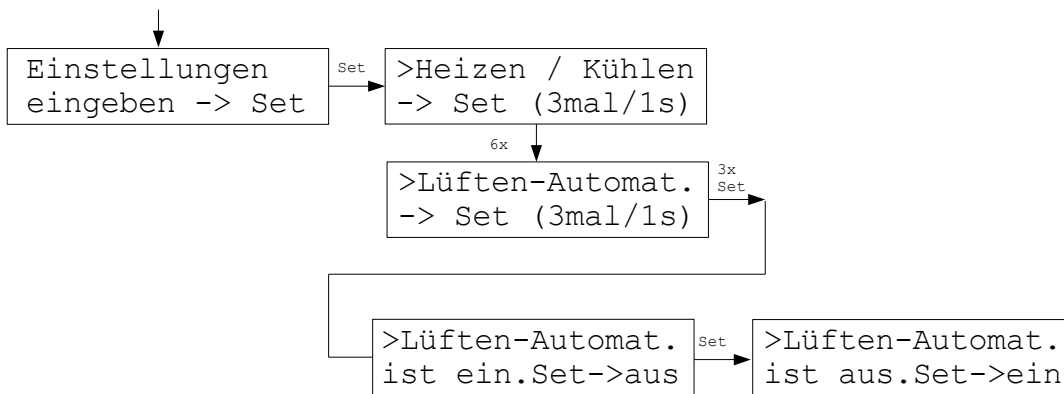 Einstellungen
eingeben -> Set
Set
>Heizen / Kühlen
-> Set (3mal/1s)
6x
>Lüften-Automat.
-> Set (3mal/1s)
3x
Set
>Lüften-Automat.
ist ein.Set->aus
Set
>Lüften-Automat.
ist aus.Set->ein